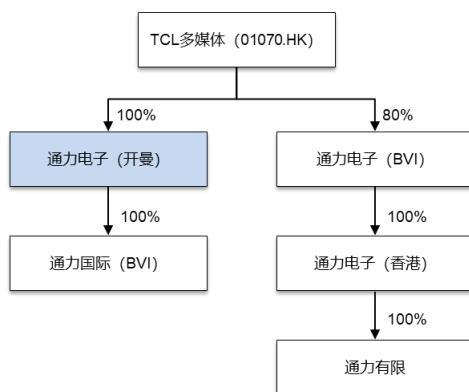 TCL多媒体（01070.HK）
100%
80%
通力电子（开曼）
通力电子（BVI）
100%
100%
通力国际（BVI）
通力电子（香港）
100%
通力有限